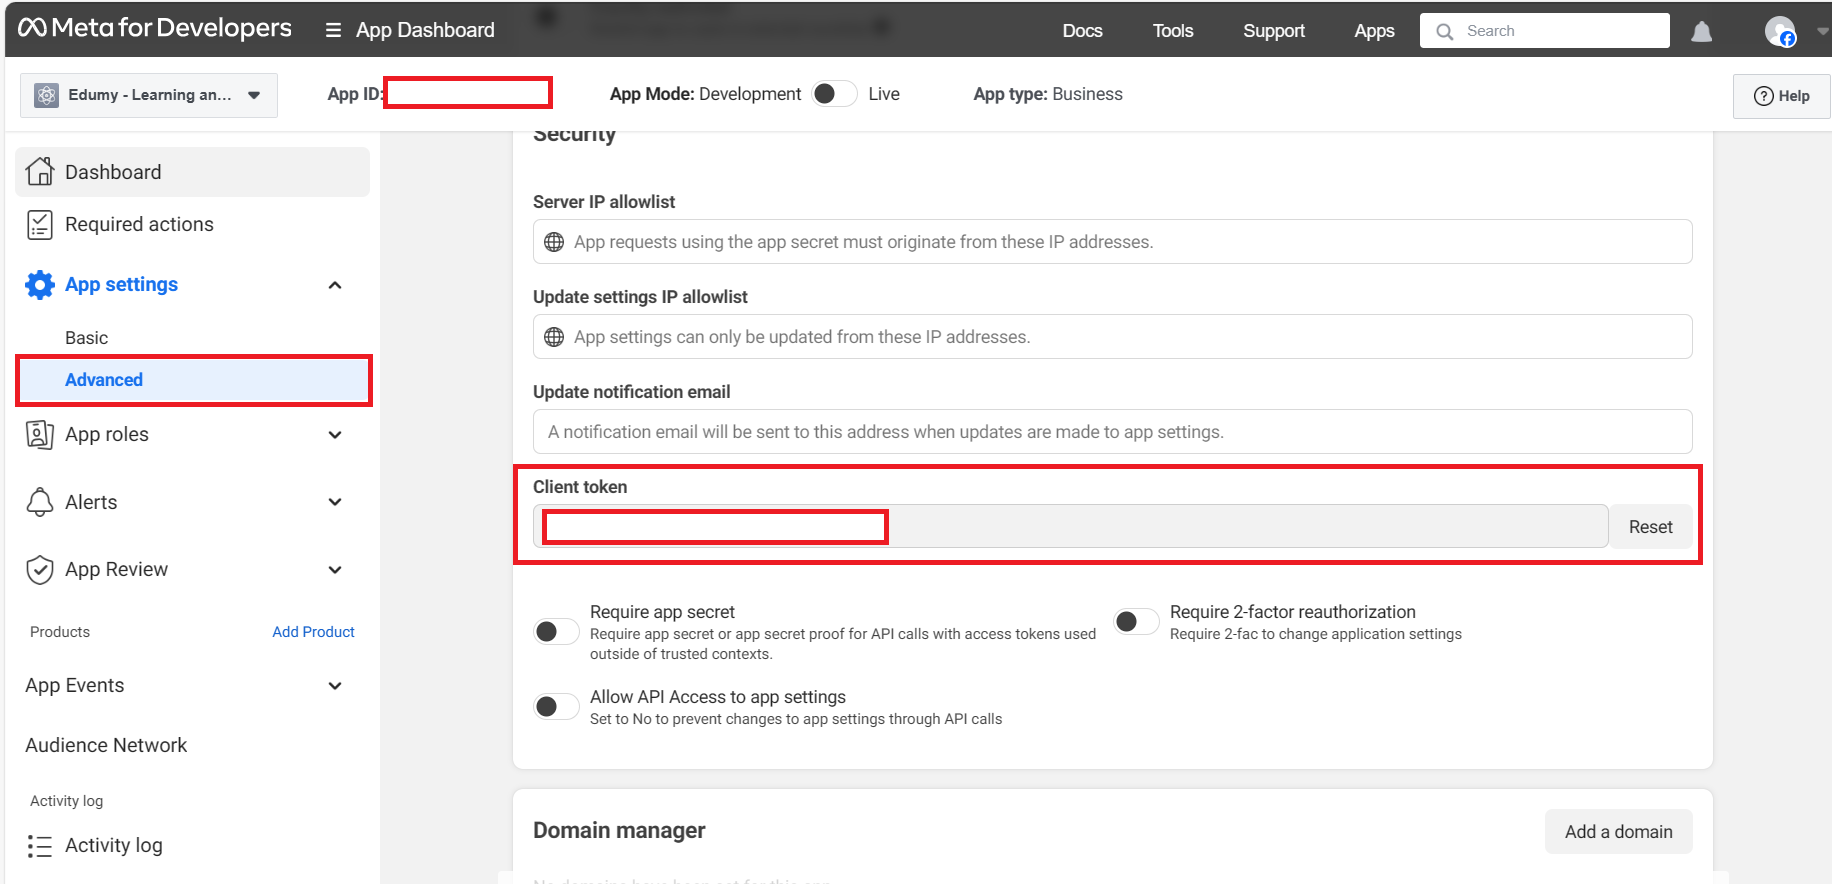 Meta for Developers
App Dashboard
Docs
Tools
Support
Apps
Search
Edumy - Learning an...
App ID:
App Mode: Development
Live
App type: Business
Help
Dashboard
Required actions
App settings
Basic
Advanced
App roles
Alerts
App Review
Products
Add Product
App Events
Audience Network
Activity log
Activity log
Security
Server IP allowlist
App requests using the app secret must originate from these IP addresses.
Update settings IP allowlist
App settings can only be updated from these IP addresses.
Update notification email
A notification email will be sent to this address when updates are made to app settings.
Client token
Reset
Require app secret
Require app secret or app secret proof for API calls with access tokens used
outside of trusted contexts.
Require 2-factor reauthorization
Require 2-fac to change application settings
Allow API Access to app settings
Set to No to prevent changes to app settings through API calls
Domain manager
Add a domain